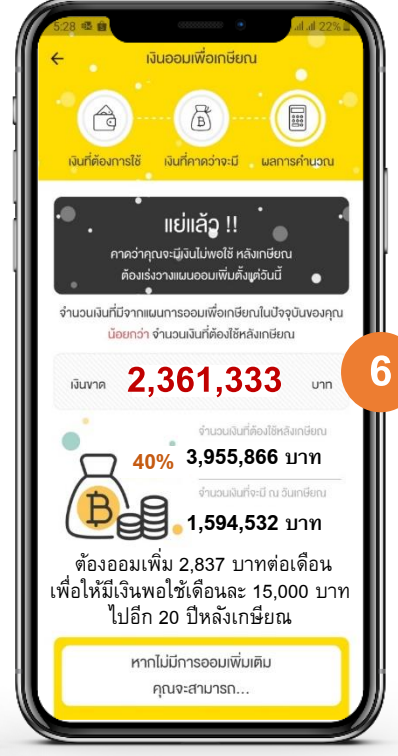 5:28
22%
เงินออมเพื่อเกษียณ
เงินที่ต้องการใช้
เงินที่คาดว่าจะมี
ผลการคำนวณ
แย่แล้ว !!
คาดว่าคุณจะมีเงินไม่พอใช้ หลังเกษียณ
ต้องเร่งวางแผนออมเพิ่มตั้งแต่วันนี้
จำนวนเงินที่มีจากแผนการออมเพื่อเกษียณในปัจจุบันของคุณ
น้อยกว่า จำนวนเงินที่ต้องใช้หลังเกษียณ
เงินขาด 2,361,333 บาท
6
จำนวนเงินที่ต้องใช้หลังเกษียณ
40% 3,955,866 บาท
จำนวนเงินที่จะมี ณ วันเกษียณ
1,594,532 บาท
ต้องออมเพิ่ม 2,837 บาทต่อเดือน
เพื่อให้มีเงินพอใช้เดือนละ 15,000 บาท
ไปอีก 20 ปีหลังเกษียณ
หากไม่มีการออมเพิ่มเติม
คุณจะสามารถ...